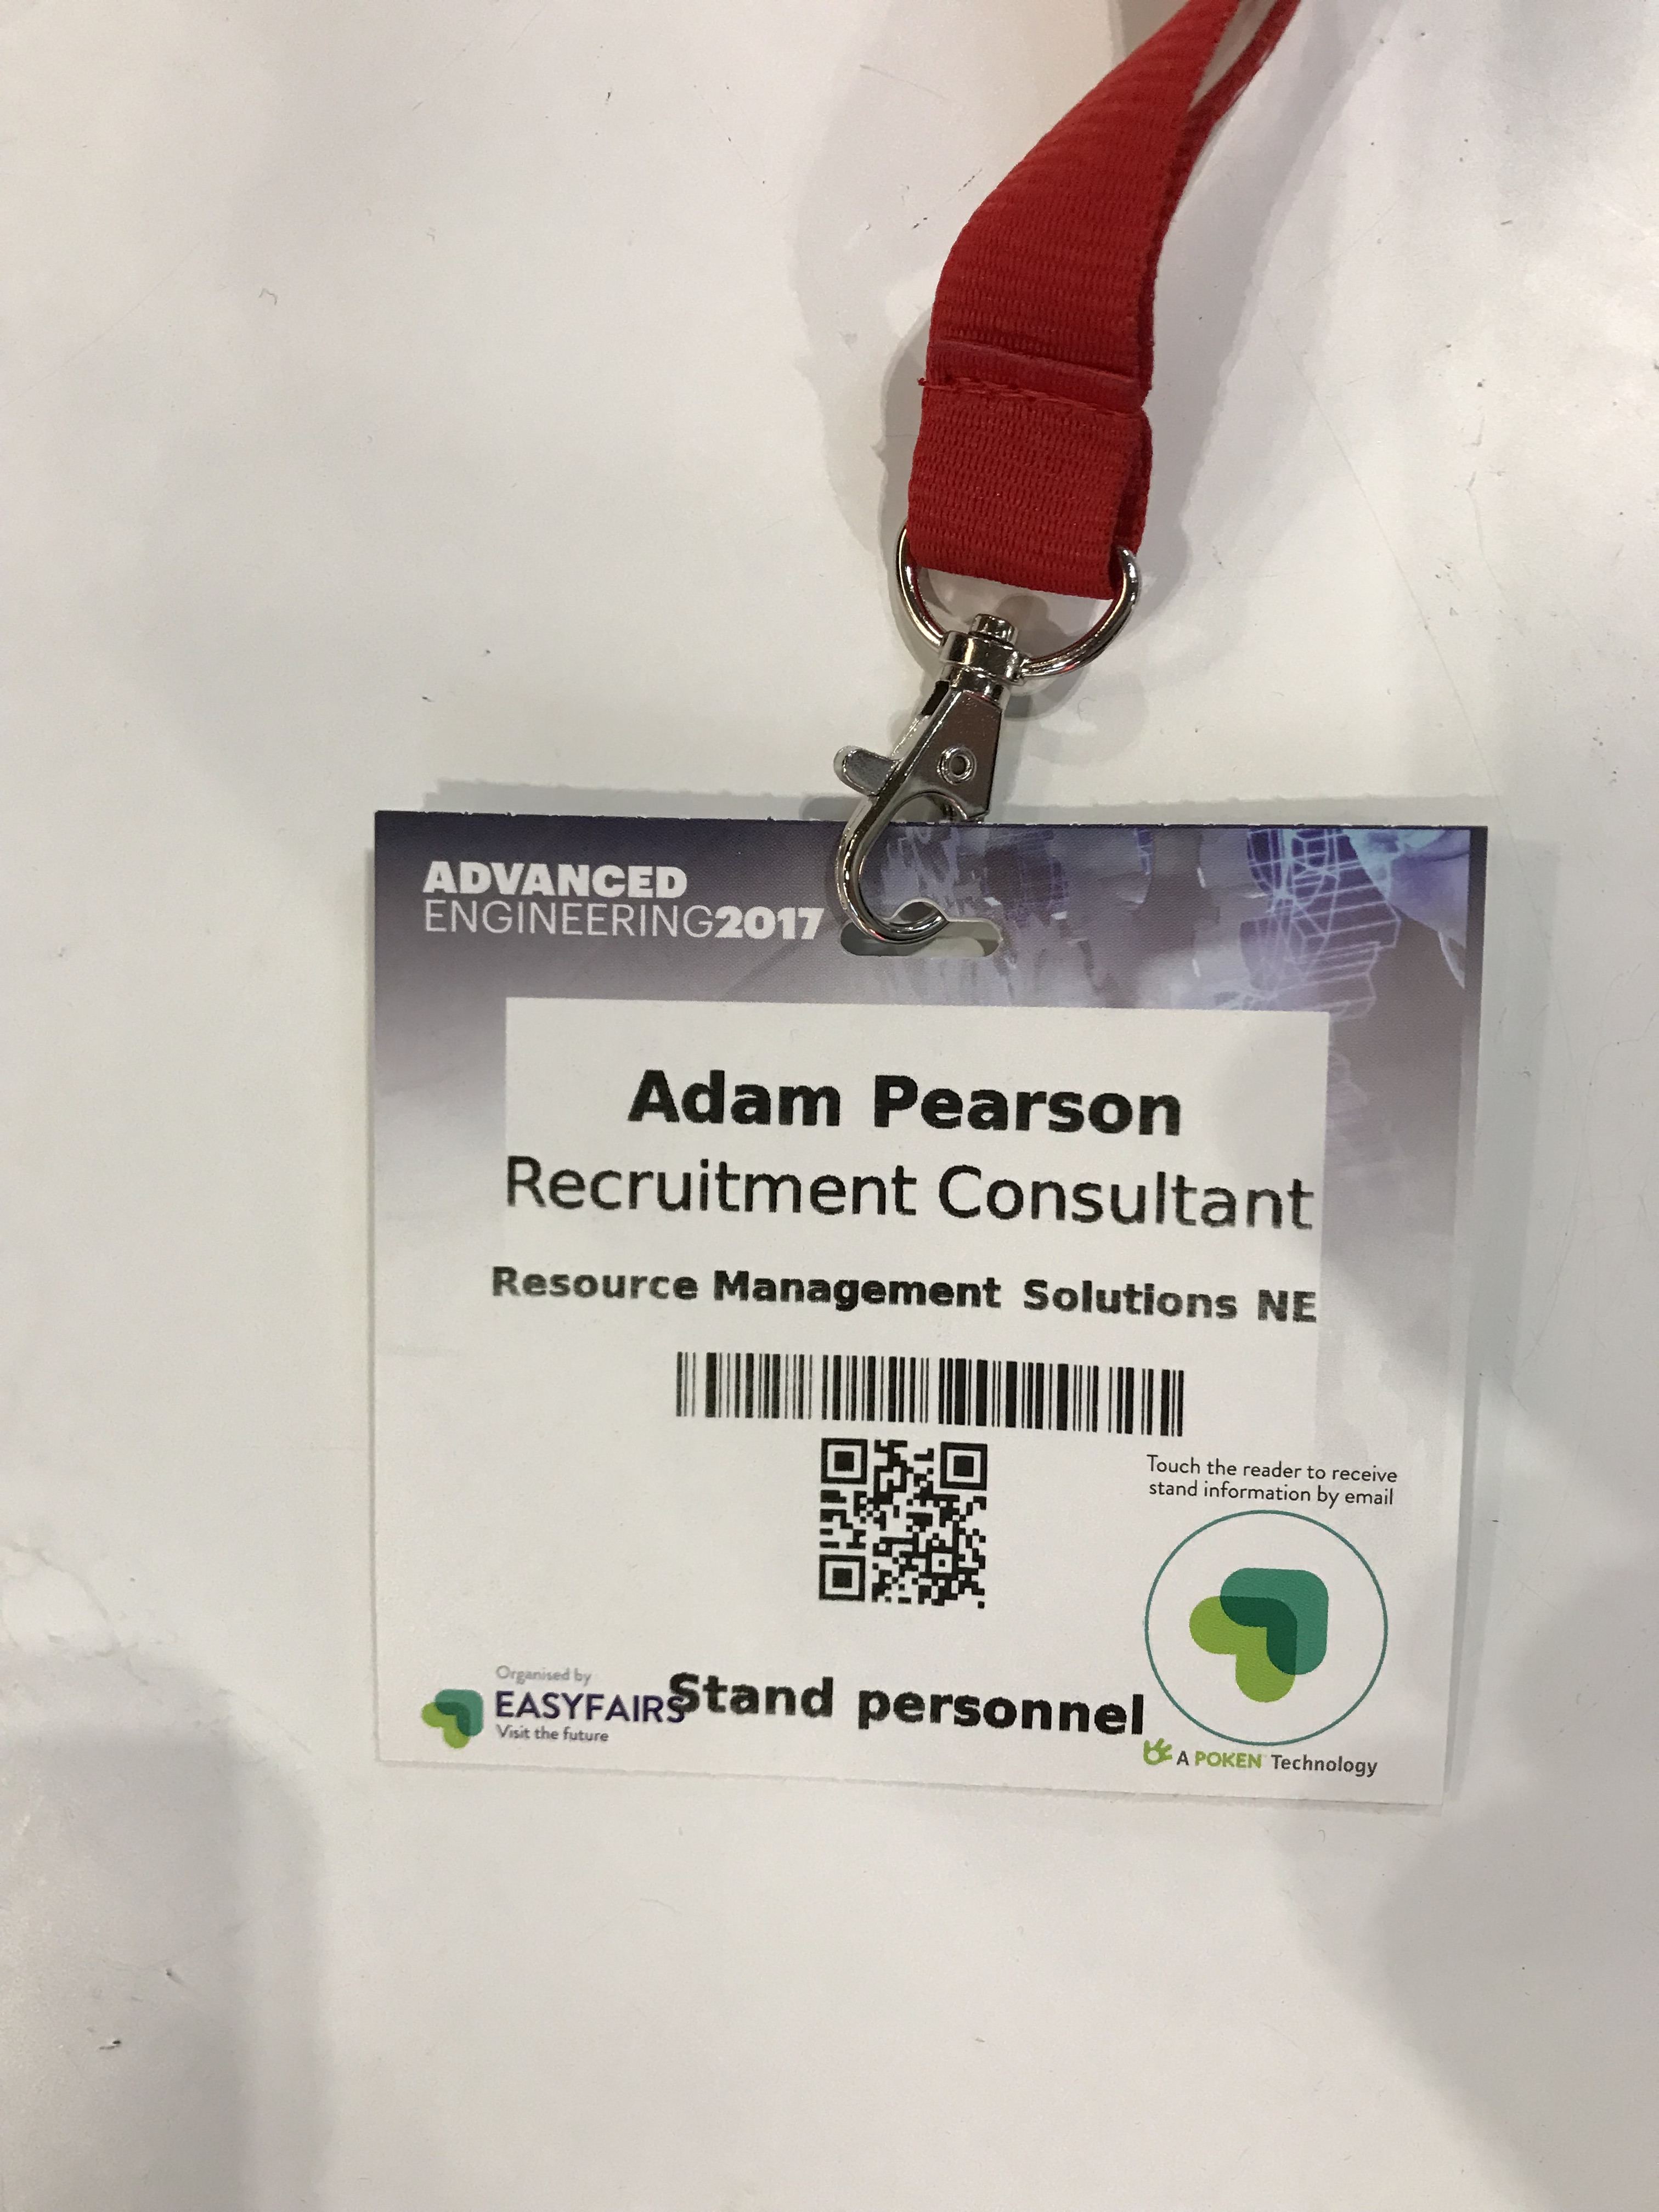 ADVANCED
ENGINEERING2017
Adam Pearson
Recruitment Consultant
Resource Management Solutions NE
Touch the reader to receive
stand information by email
Organised by
EASYFAIRS
Visit the future
Stand personnel
A POKEN Technology